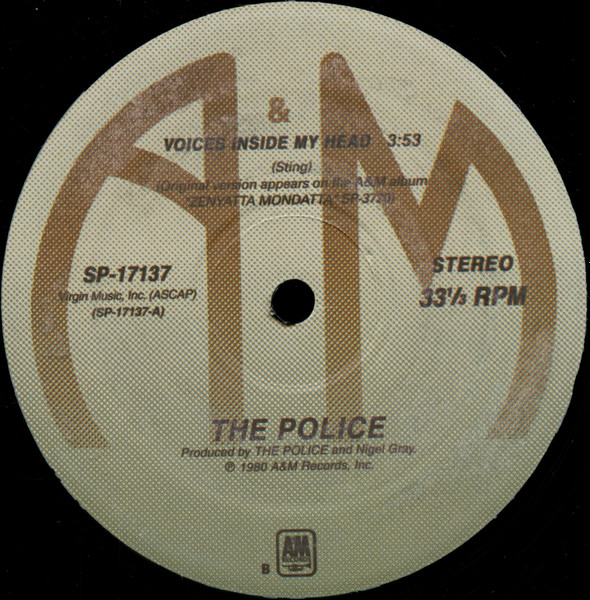 &
VOICES INSIDE MY HEAD 3:53
(Sting)
(Original version appears on the A&M album
"ZENYATTA MONDATTA" SP-3720)
SP-17137
Virgin Music, Inc. (ASCAP)
(SP-17137-A)
STEREO
33⅓ RPM
THE POLICE
Produced by THE POLICE and Nigel Gray.
℗ 1980 A&M Records, Inc.
B
AM
RECORDS